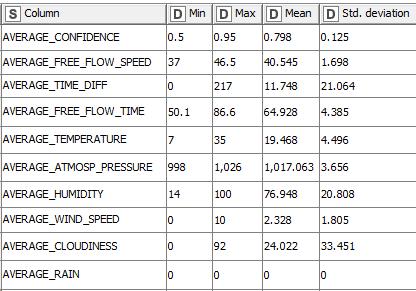 S Column D Min D Max D Mean D Std. deviation
AVERAGE_CONFIDENCE 0.5 0.95 0.798 0.125
AVERAGE_FREE_FLOW_SPEED 37 46.5 40.545 1.698
AVERAGE_TIME_DIFF 0 217 11.748 21.064
AVERAGE_FREE_FLOW_TIME 50.1 86.6 64.928 4.385
AVERAGE_TEMPERATURE 7 35 19.468 4.496
AVERAGE_ATMOSP_PRESSURE 998 1,026 1,017.063 3.656
AVERAGE_HUMIDITY 14 100 76.948 20.808
AVERAGE_WIND_SPEED 0 10 2.328 1.805
AVERAGE_CLOUDINESS 0 92 24.022 33.451
AVERAGE_RAIN 0 0 0 0